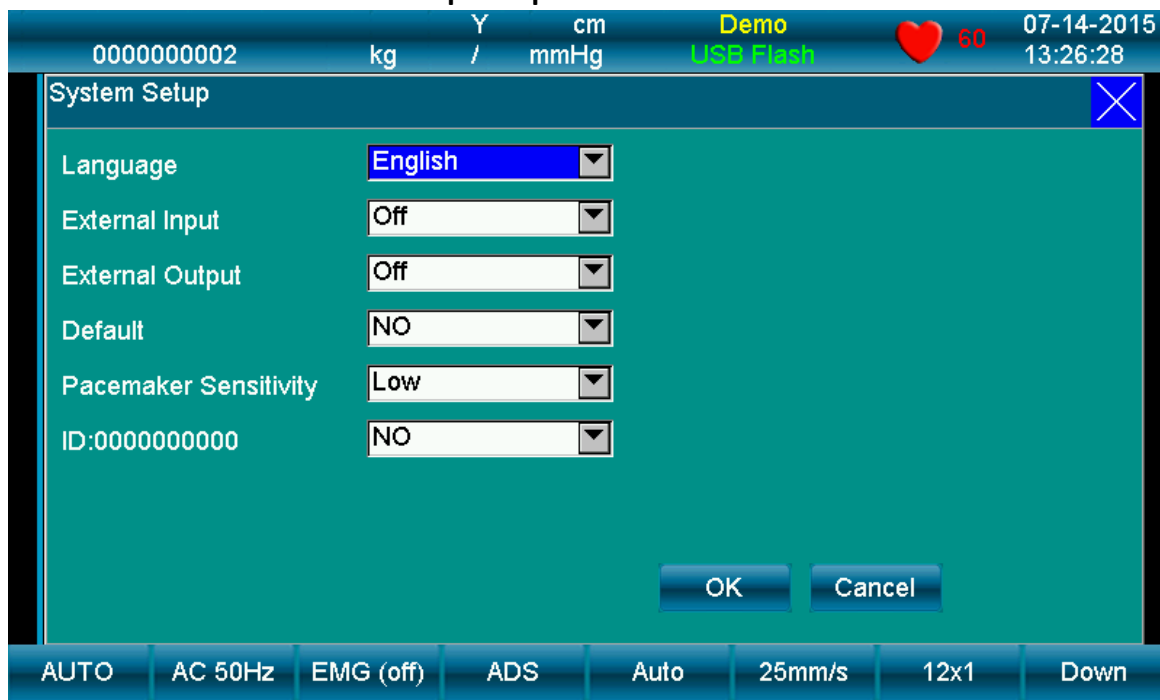 Y cm Demo 60 07-14-2015
0000000002 kg / mmHg USB Flash 13:26:28
System Setup
Language English
External Input Off
External Output Off
Default NO
Pacemaker Sensitivity Low
ID:0000000000 NO
OK Cancel
AUTO AC 50Hz EMG (off) ADS Auto 25mm/s 12x1 Down